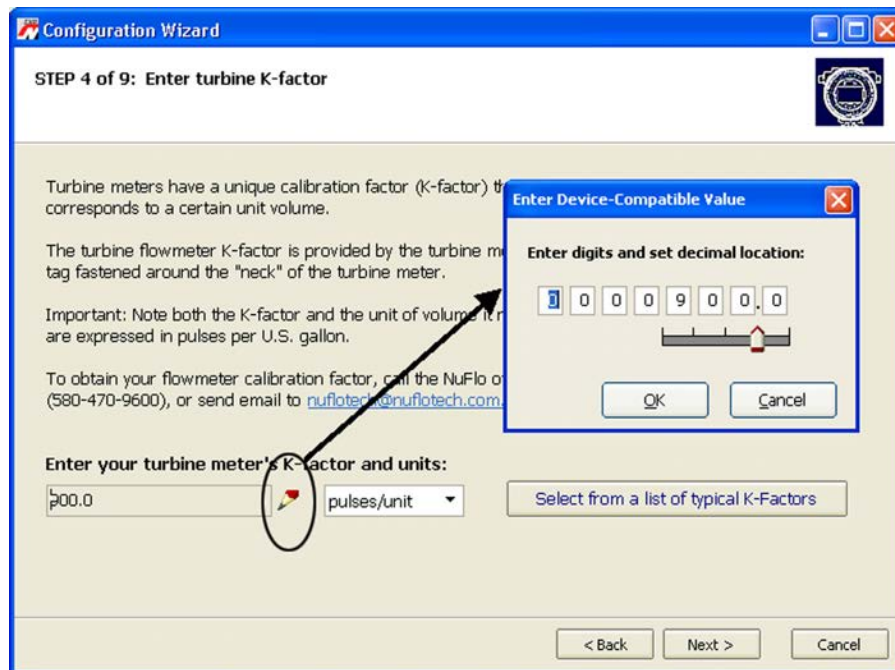 Configuration Wizard
STEP 4 of 9: Enter turbine K-factor
Turbine meters have a unique calibration factor (K-factor)
corresponds to a certain unit volume.
The turbine flowmeter K-factor is provided by the turbine
tag fastened around the "neck" of the turbine meter.
Important: Note both the K-factor and the unit of volume it
are expressed in pulses per U.S. gallon.
To obtain your flowmeter calibration factor, call the NuFlo
(580-470-9600), or send email to nuflotech@nuflotech.com.
Enter Device-Compatible Value
Enter digits and set decimal location:
0 0 0 0 9 0 0.0
OK Cancel
Enter your turbine meter's K-factor and units:
900.0 pulses/unit Select from a list of typical K-Factors
< Back Next > Cancel